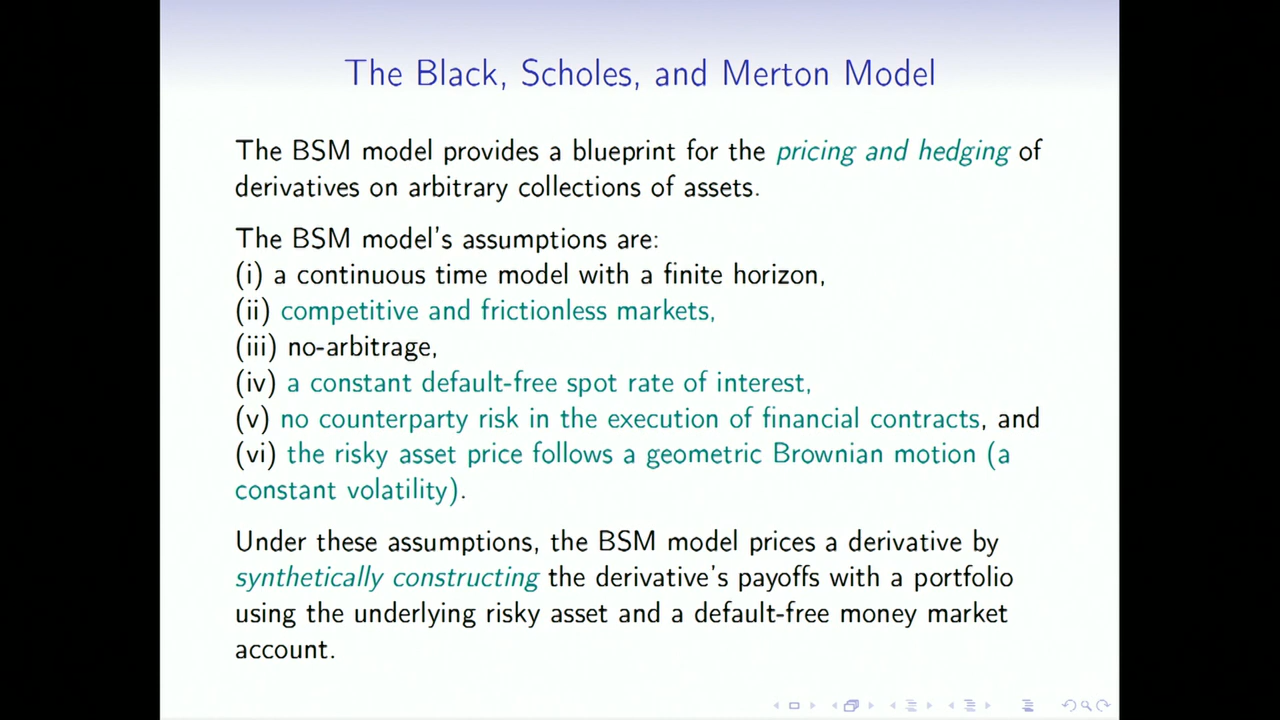 The Black, Scholes, and Merton Model
The BSM model provides a blueprint for the pricing and hedging of
derivatives on arbitrary collections of assets.
The BSM model's assumptions are:
(i) a continuous time model with a finite horizon,
(ii) competitive and frictionless markets,
(iii) no-arbitrage,
(iv) a constant default-free spot rate of interest,
(v) no counterparty risk in the execution of financial contracts, and
(vi) the risky asset price follows a geometric Brownian motion (a
constant volatility).
Under these assumptions, the BSM model prices a derivative by
synthetically constructing the derivative's payoffs with a portfolio
using the underlying risky asset and a default-free money market
account.